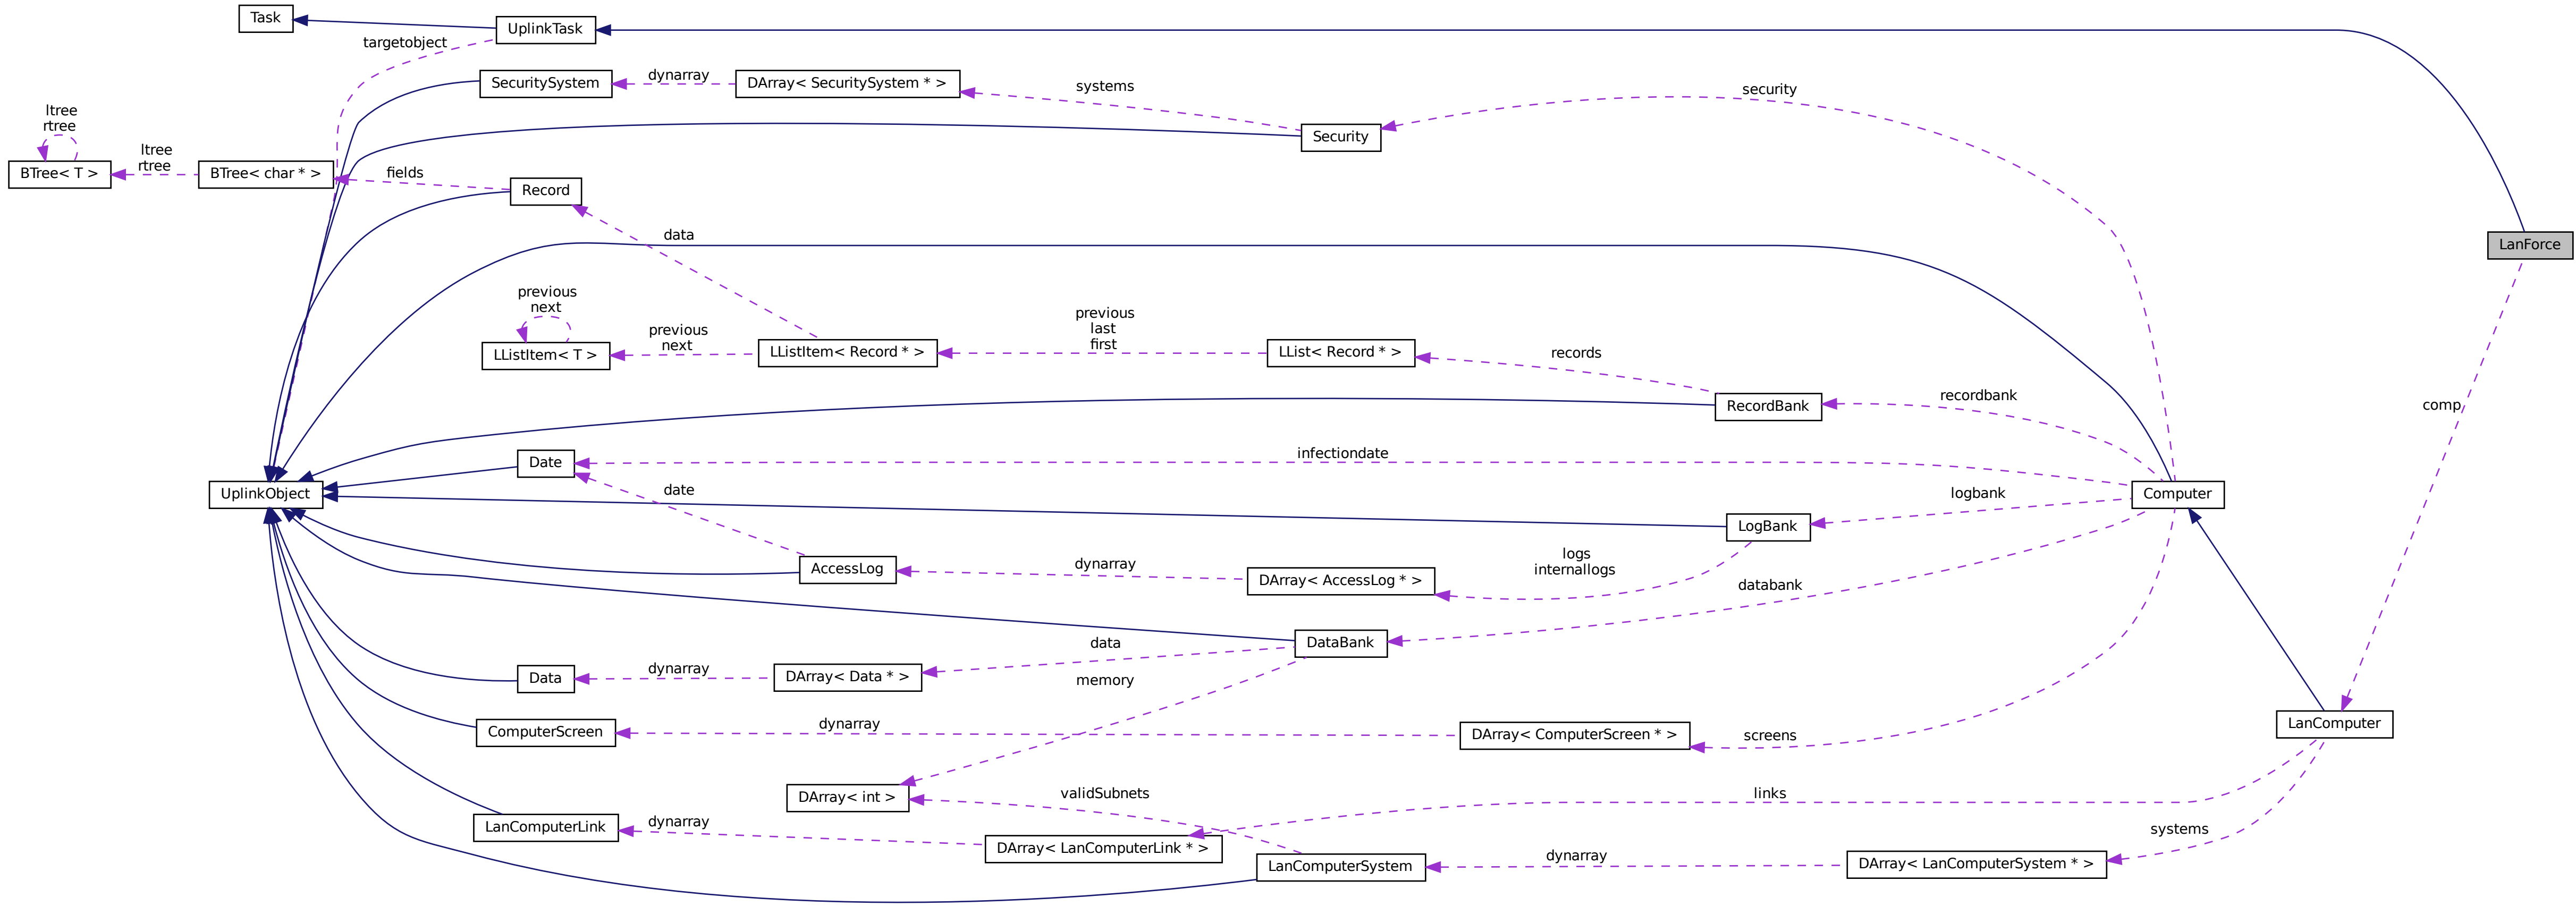 Task
UplinkTask
targetobject
SecuritySystem
dynarray
DArray< SecuritySystem * >
systems
security
ltree
rtree
Security
ltree
rtree
BTree< T >
BTree< char * >
fields
Record
data
LanForce
previous
next
previous
next
previous
last
first
LListItem< T >
LListItem< Record * >
LList< Record * >
records
recordbank
RecordBank
comp
infectiondate
Date
date
UplinkObject
logbank
Computer
LogBank
logs
internallogs
AccessLog
dynarray
DArray< AccessLog * >
databank
DataBank
data
Data
dynarray
DArray< Data * >
memory
ComputerScreen
dynarray
DArray< ComputerScreen * >
screens
LanComputer
DArray< int >
validSubnets
links
LanComputerLink
dynarray
DArray< LanComputerLink * >
systems
LanComputerSystem
dynarray
DArray< LanComputerSystem * >